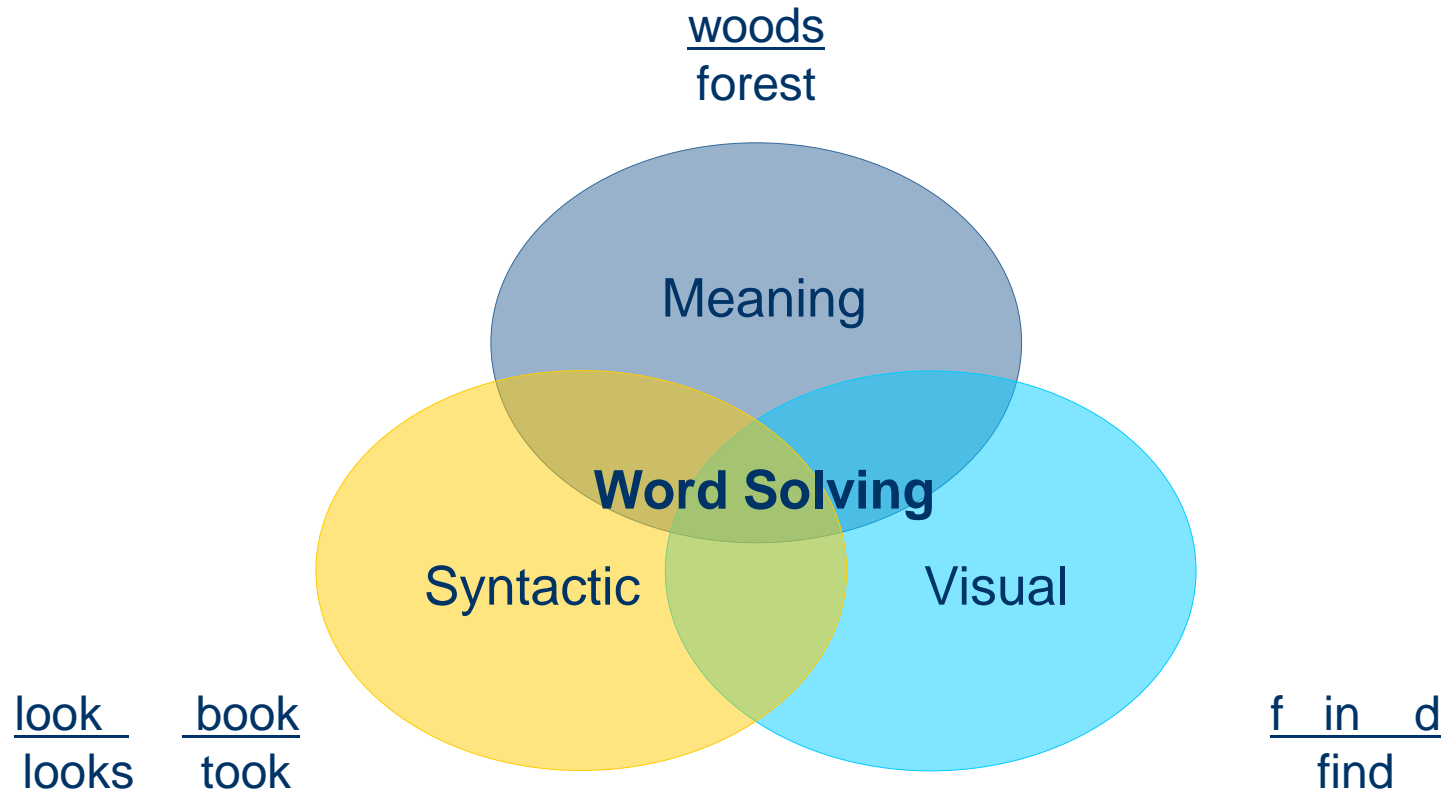 woods
forest
Meaning
Word Solving
Syntactic
Visual
look book
looks took
f in d
find